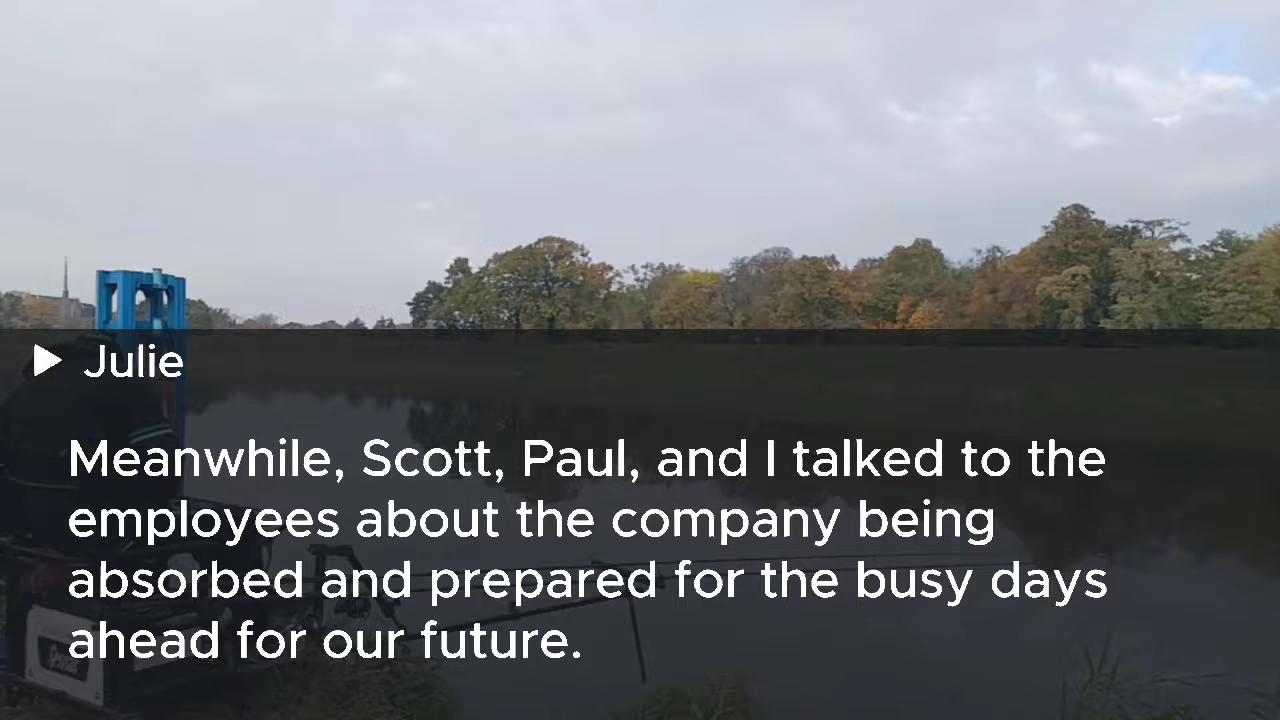 Julie
Meanwhile, Scott, Paul, and I talked to the
employees about the company being
absorbed and prepared for the busy days
ahead for our future.